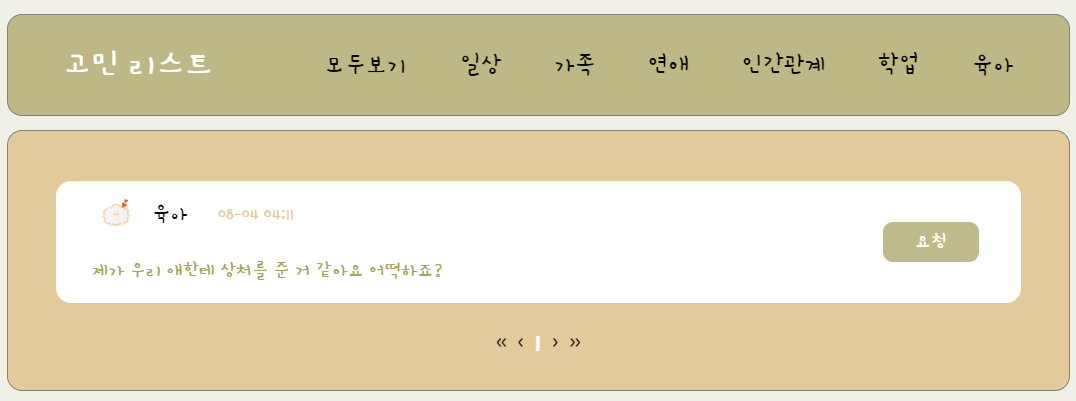 고민 리스트 모두보기 일상 가족 연애 인간관계 학업 육아
육아 08-04 04:11
요청
제가 우리 애한테 상처를 준 거 같아요 어떡하죠?
« ‹ 1 › »